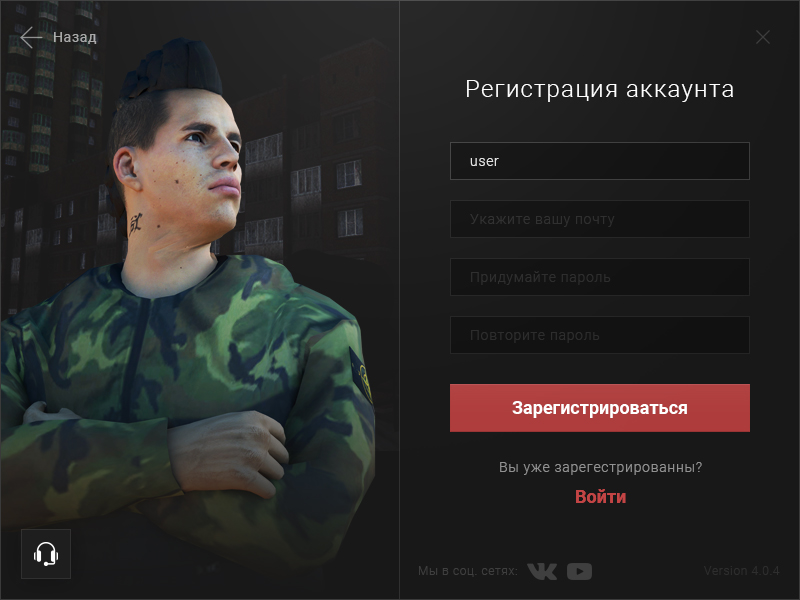 Назад
Регистрация аккаунта
user
Укажите вашу почту
Придумайте пароль
Повторите пароль
Зарегистрироваться
Вы уже зарегестрированны?
Войти
Мы в соц. сетях:
Version 4.0.4